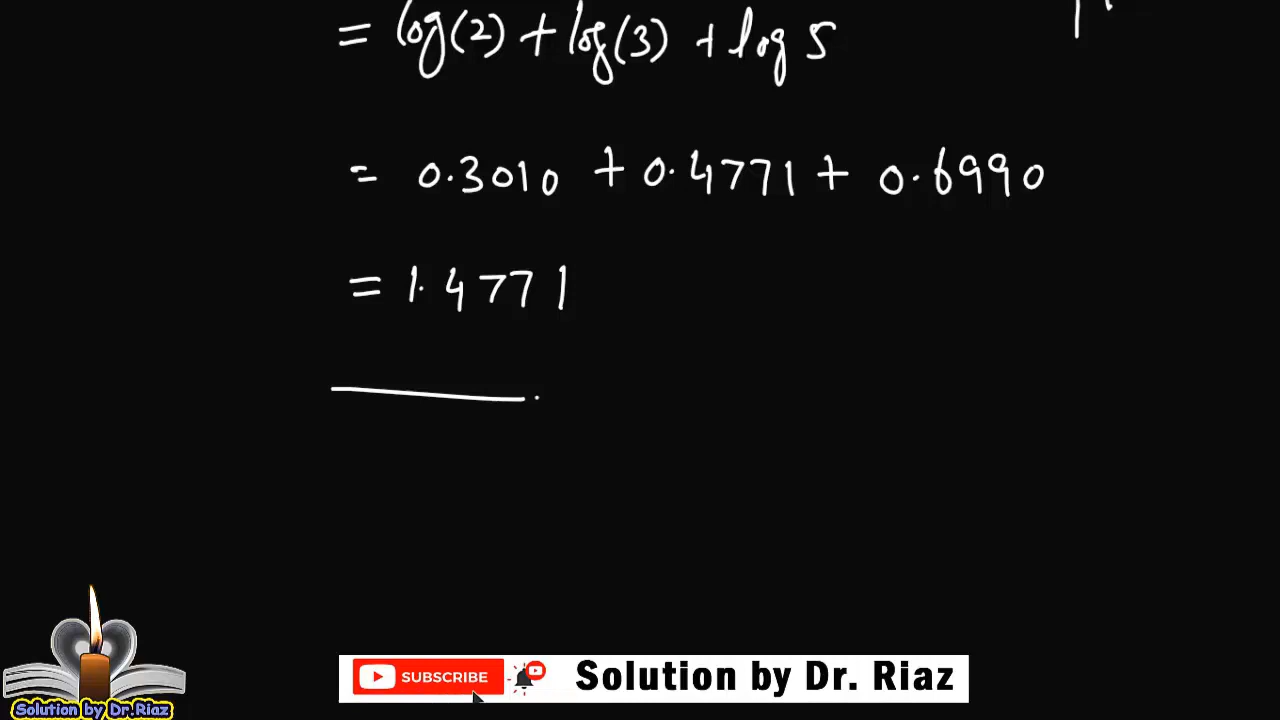 = log(2) + log(3) + log 5
= 0.3010 + 0.4771 + 0.6990
= 1.4771
SUBSCRIBE
Solution by Dr. Riaz
Solution by Dr.Riaz